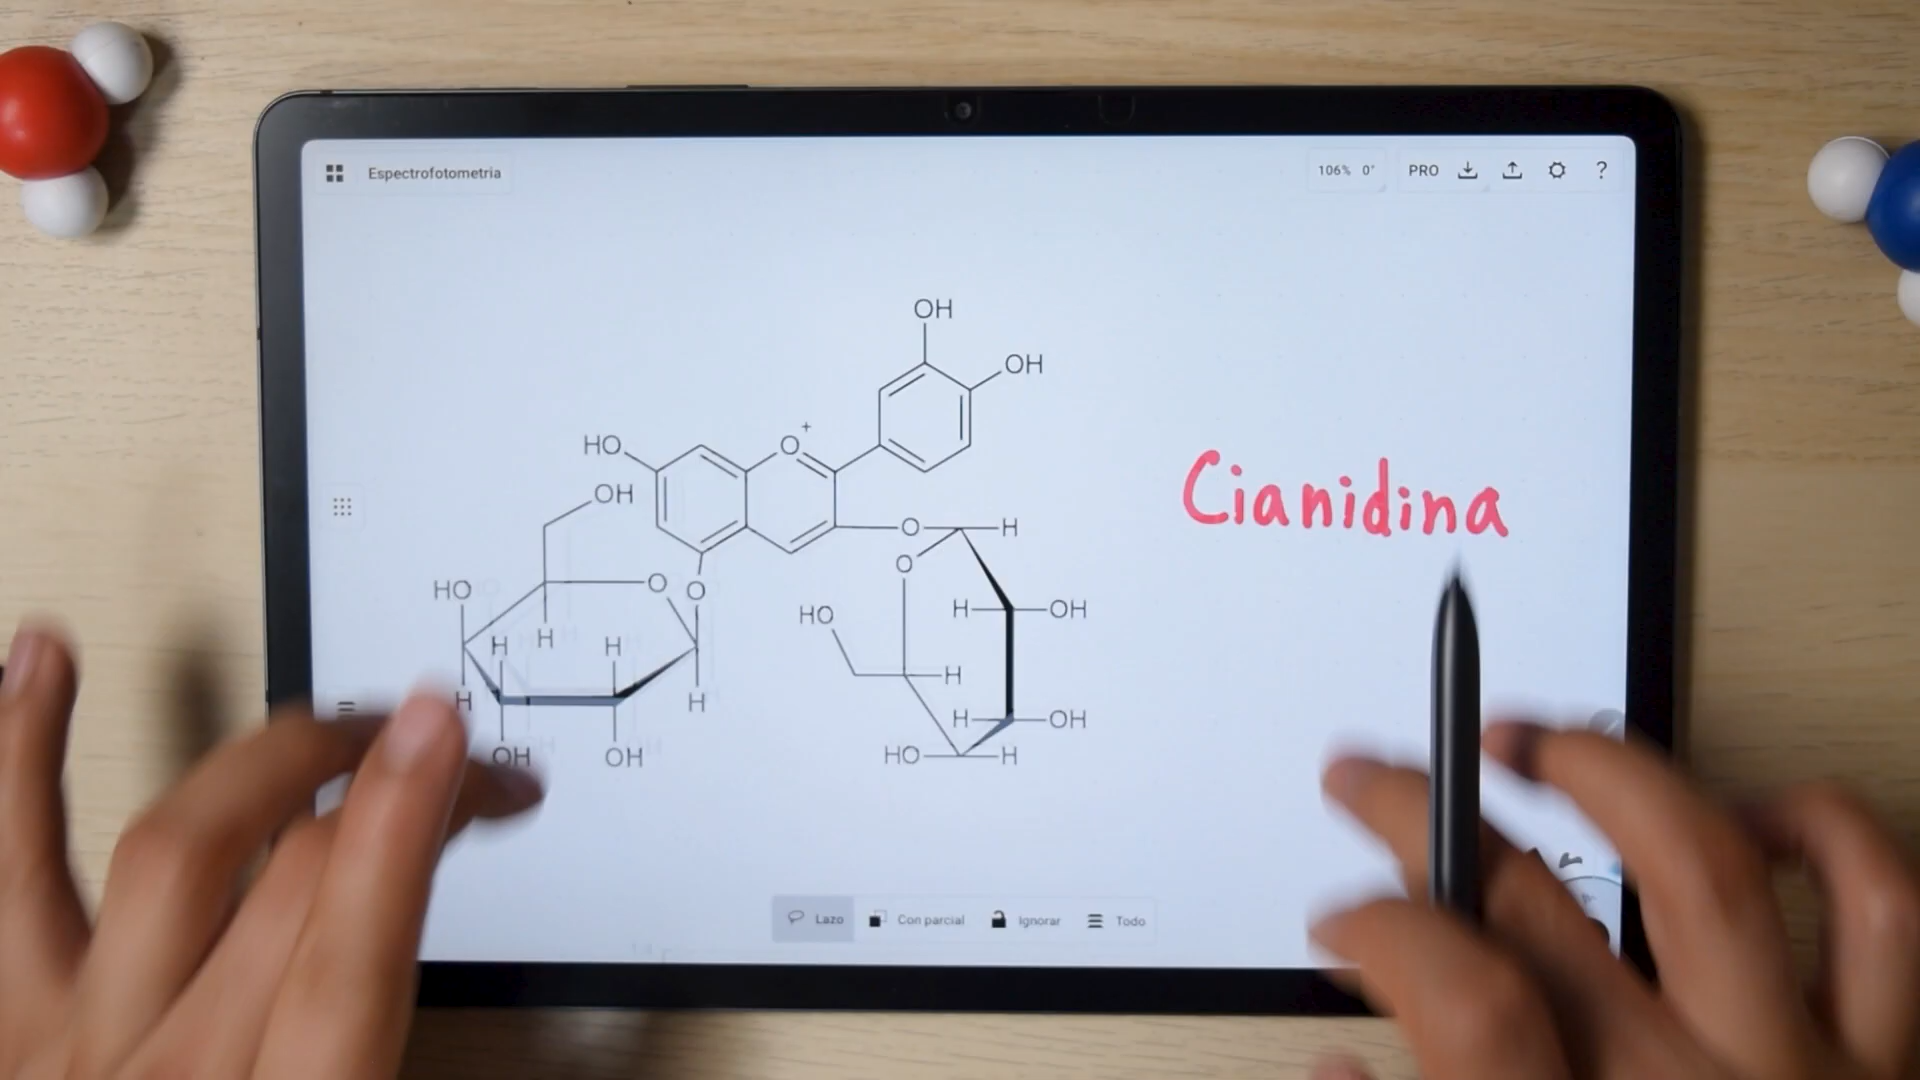 Espectrofotometria
106% 0°
PRO
?
OH
OH
HO
O
+
OH
O
H
O
HO
O
O
H
OH
HO
H
H
H
H
H
H
H
OH
OH
OH
HO
H
Cianidina
Lazo
Con parcial
Ignorar
Todo